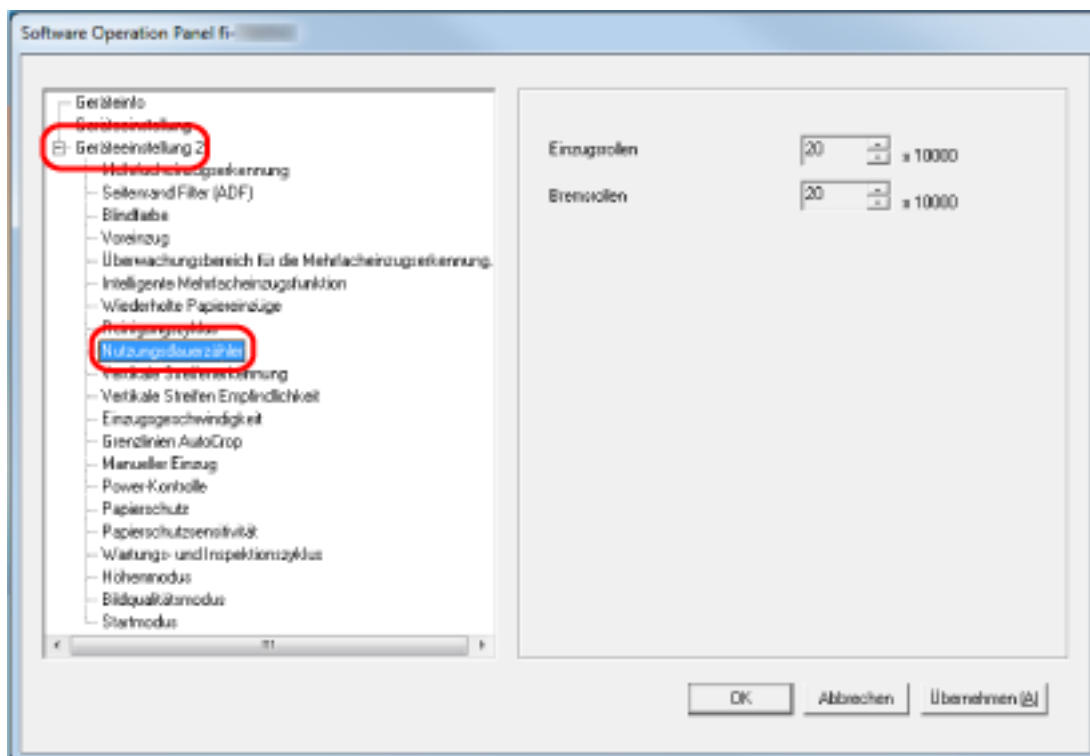 Software Operation Panel fi-
Geräteinfo
Geräteeinstellung
Geräteeinstellung 2
Mehrfacheinzugserkennung
Seitenrand Filter (ADF)
Blindfarbe
Voreinzug
Überwachungsbereich für die Mehrfacheinzugserkennung.
Intelligente Mehrfacheinzugsfunktion
Wiederholte Papiereinzüge
Reinigungszyklus
Nutzungsdauerzähler
Vertikale Streifenerkennung
Vertikale Streifen Empfindlichkeit
Einzugsgeschwindigkeit
Grenzlinien AutoCrop
Manueller Einzug
Power-Kontrolle
Papierschutz
Papierschutzsensitivität
Wartungs- und Inspektionszyklus
Höhenmodus
Bildqualitätsmodus
Startmodus
Einzugsrollen 20 x 10000
Bremsrollen 20 x 10000
OK Abbrechen Übernehmen (A)